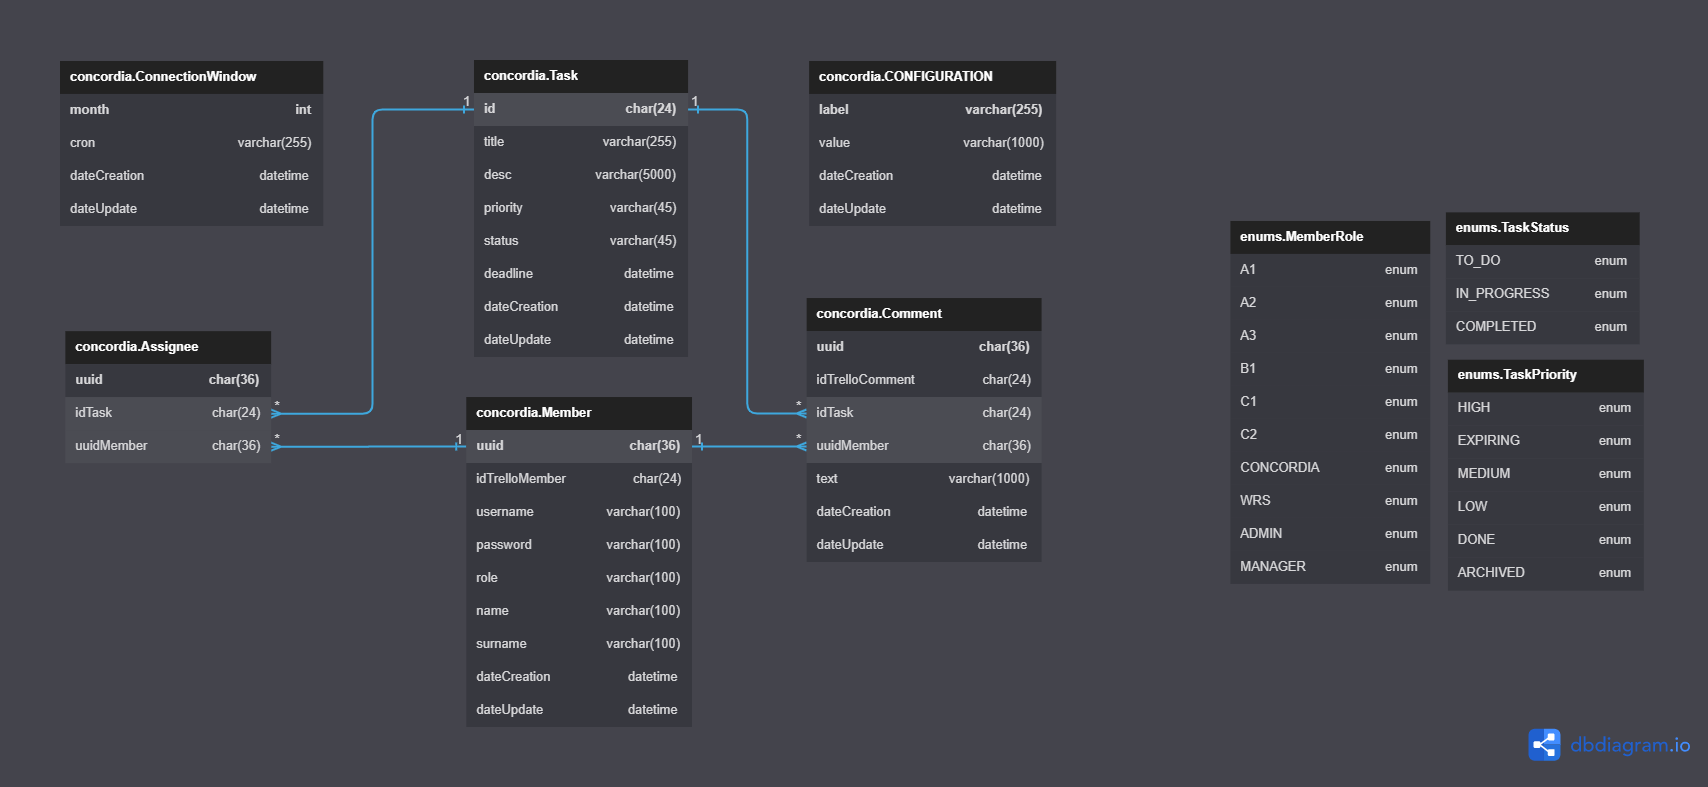 concordia.ConnectionWindow
month int
cron varchar(255)
dateCreation datetime
dateUpdate datetime
concordia.Task
id char(24)
title varchar(255)
desc varchar(5000)
priority varchar(45)
status varchar(45)
deadline datetime
dateCreation datetime
dateUpdate datetime
concordia.CONFIGURATION
label varchar(255)
value varchar(1000)
dateCreation datetime
dateUpdate datetime
1
1
concordia.Assignee
uuid char(36)
idTask char(24)
uuidMember char(36)
*
*
1
concordia.Member
uuid char(36)
idTrelloMember char(24)
username varchar(100)
password varchar(100)
role varchar(100)
name varchar(100)
surname varchar(100)
dateCreation datetime
dateUpdate datetime
1
*
*
concordia.Comment
uuid char(36)
idTrelloComment char(24)
idTask char(24)
uuidMember char(36)
text varchar(1000)
dateCreation datetime
dateUpdate datetime
enums.MemberRole
A1 enum
A2 enum
A3 enum
B1 enum
C1 enum
C2 enum
CONCORDIA enum
WRS enum
ADMIN enum
MANAGER enum
enums.TaskStatus
TO_DO enum
IN_PROGRESS enum
COMPLETED enum
enums.TaskPriority
HIGH enum
EXPIRING enum
MEDIUM enum
LOW enum
DONE enum
ARCHIVED enum
dbdiagram.io